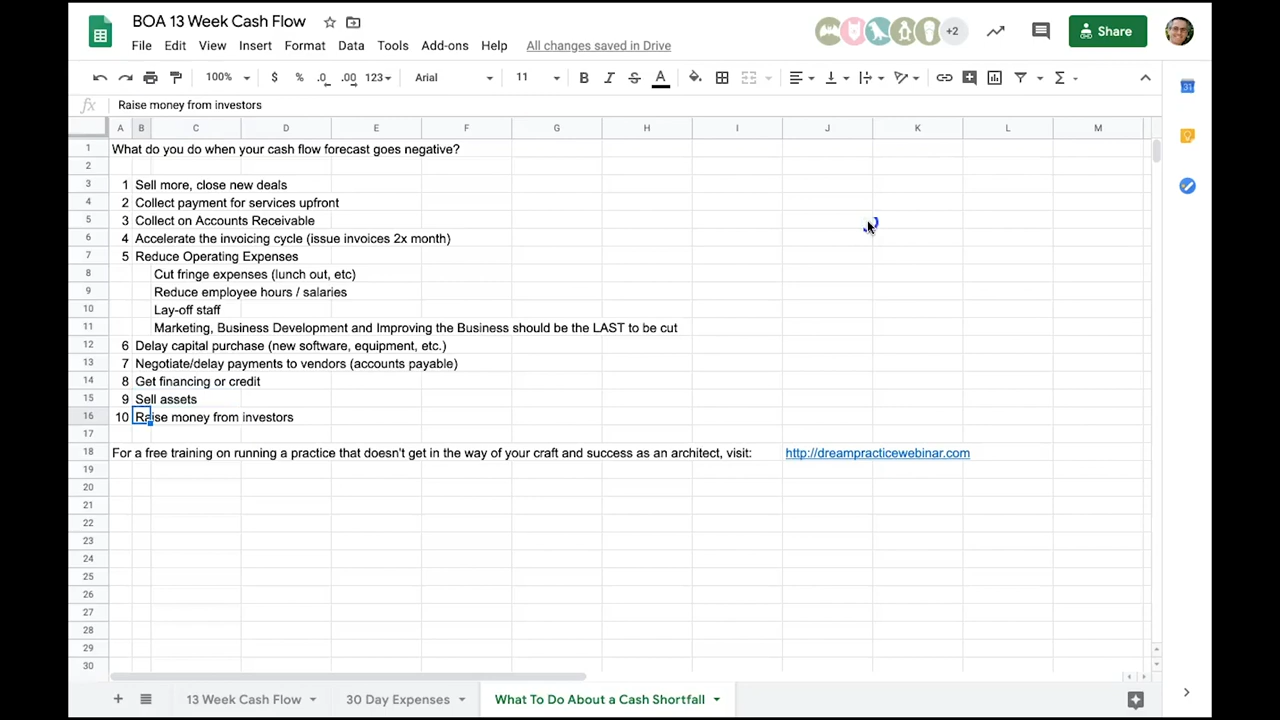 BOA 13 Week Cash Flow
File Edit View Insert Format Data Tools Add-ons Help All changes saved in Drive
+2
Share
100% $ % .0 .00 123 Arial 11 B I S A
fx Raise money from investors
A B C D E F G H I J K L M
1 What do you do when your cash flow forecast goes negative?
2
3 1 Sell more, close new deals
4 2 Collect payment for services upfront
5 3 Collect on Accounts Receivable
6 4 Accelerate the invoicing cycle (issue invoices 2x month)
7 5 Reduce Operating Expenses
8 Cut fringe expenses (lunch out, etc)
9 Reduce employee hours / salaries
10 Lay-off staff
11 Marketing, Business Development and Improving the Business should be the LAST to be cut
12 6 Delay capital purchase (new software, equipment, etc.)
13 7 Negotiate/delay payments to vendors (accounts payable)
14 8 Get financing or credit
15 9 Sell assets
16 10 Raise money from investors
17
18 For a free training on running a practice that doesn't get in the way of your craft and success as an architect, visit: http://dreampracticewebinar.com
19
20
21
22
23
24
25
26
27
28
29
30
13 Week Cash Flow 30 Day Expenses What To Do About a Cash Shortfall